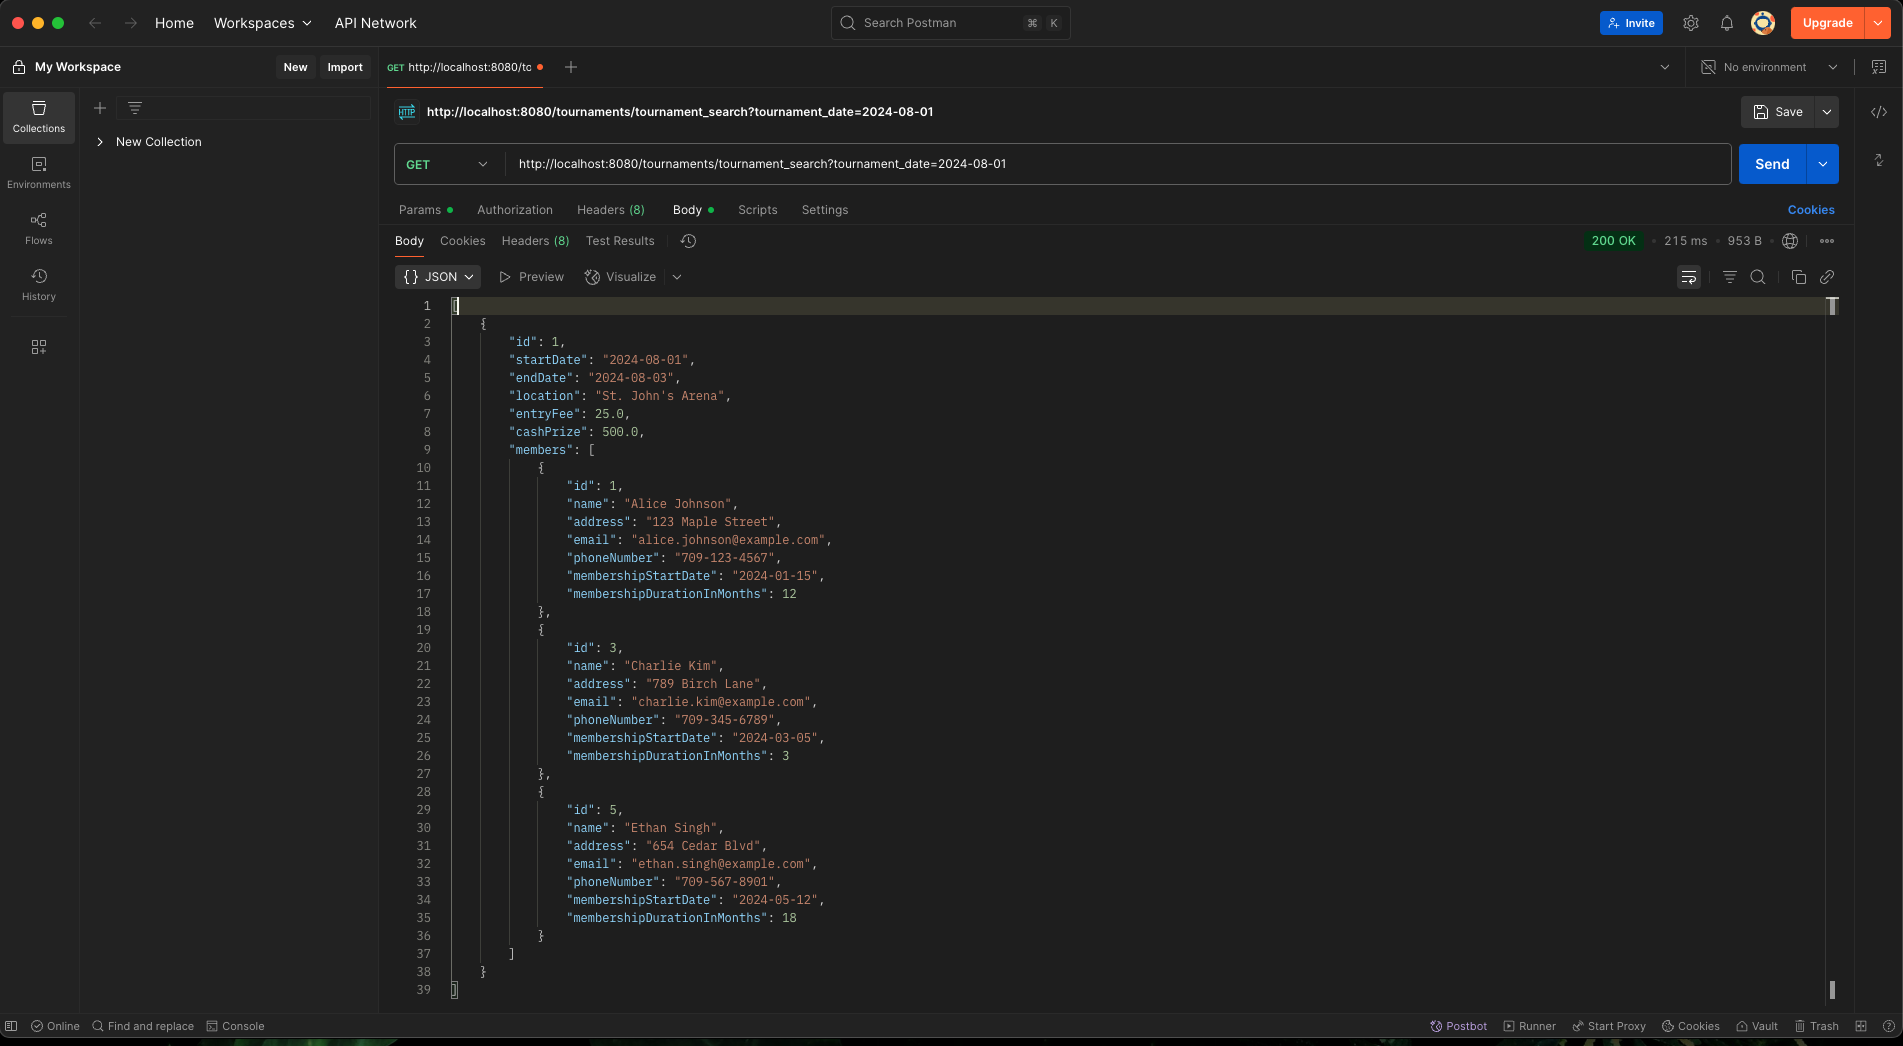 Home Workspaces API Network Search Postman ⌘ K Invite Upgrade
My Workspace New Import GET http://localhost:8080/to No environment
Collections
Environments
Flows
History
New Collection
HTTP http://localhost:8080/tournaments/tournament_search?tournament_date=2024-08-01 Save
GET http://localhost:8080/tournaments/tournament_search?tournament_date=2024-08-01 Send
Params Authorization Headers (8) Body Scripts Settings Cookies
Body Cookies Headers (8) Test Results 200 OK 215 ms 953 B
{} JSON Preview Visualize
1 [
2 {
3 "id": 1,
4 "startDate": "2024-08-01",
5 "endDate": "2024-08-03",
6 "location": "St. John's Arena",
7 "entryFee": 25.0,
8 "cashPrize": 500.0,
9 "members": [
10 {
11 "id": 1,
12 "name": "Alice Johnson",
13 "address": "123 Maple Street",
14 "email": "alice.johnson@example.com",
15 "phoneNumber": "709-123-4567",
16 "membershipStartDate": "2024-01-15",
17 "membershipDurationInMonths": 12
18 },
19 {
20 "id": 3,
21 "name": "Charlie Kim",
22 "address": "789 Birch Lane",
23 "email": "charlie.kim@example.com",
24 "phoneNumber": "709-345-6789",
25 "membershipStartDate": "2024-03-05",
26 "membershipDurationInMonths": 3
27 },
28 {
29 "id": 5,
30 "name": "Ethan Singh",
31 "address": "654 Cedar Blvd",
32 "email": "ethan.singh@example.com",
33 "phoneNumber": "709-567-8901",
34 "membershipStartDate": "2024-05-12",
35 "membershipDurationInMonths": 18
36 }
37 ]
38 }
39 ]
Online Find and replace Console Postbot Runner Start Proxy Cookies Vault Trash